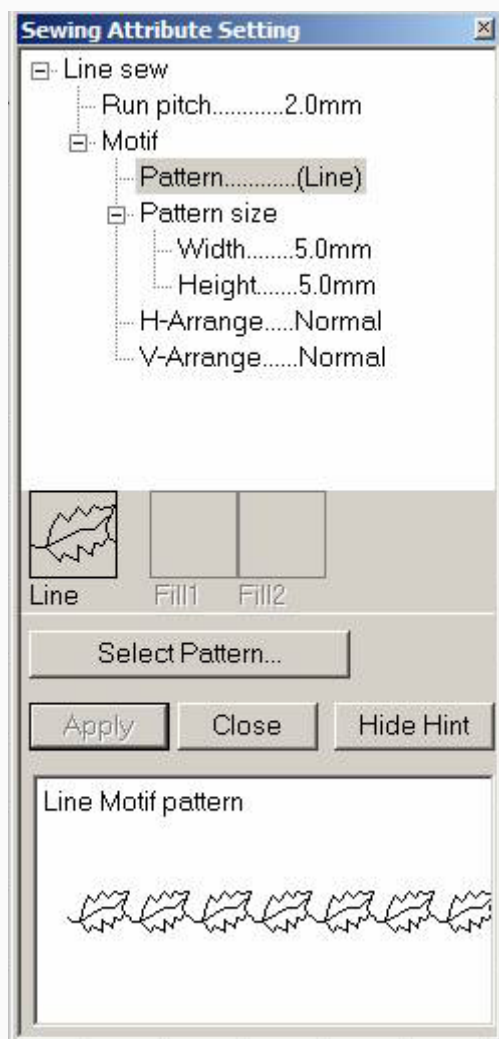 Sewing Attribute Setting
Line sew
Run pitch............2.0mm
Motif
Pattern............(Line)
Pattern size
Width........5.0mm
Height.......5.0mm
H-Arrange.....Normal
V-Arrange......Normal
Line Fill1 Fill2
Select Pattern...
Apply Close Hide Hint
Line Motif pattern